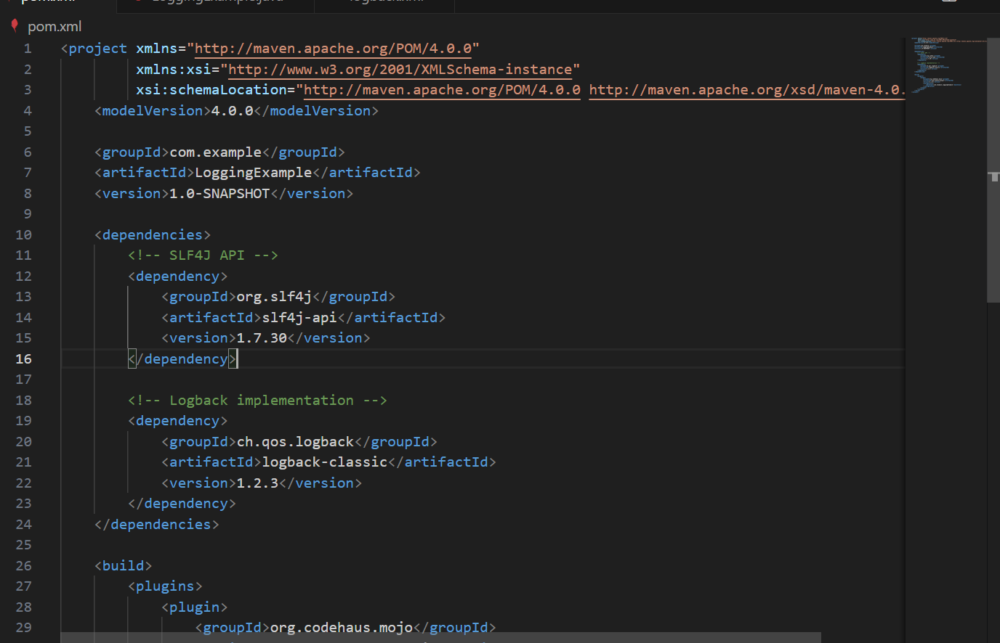 pom.xml
1 <project xmlns="http://maven.apache.org/POM/4.0.0"
2 xmlns:xsi="http://www.w3.org/2001/XMLSchema-instance"
3 xsi:schemaLocation="http://maven.apache.org/POM/4.0.0 http://maven.apache.org/xsd/maven-4.0.
4 <modelVersion>4.0.0</modelVersion>
5
6 <groupId>com.example</groupId>
7 <artifactId>LoggingExample</artifactId>
8 <version>1.0-SNAPSHOT</version>
9
10 <dependencies>
11 <!-- SLF4J API -->
12 <dependency>
13 <groupId>org.slf4j</groupId>
14 <artifactId>slf4j-api</artifactId>
15 <version>1.7.30</version>
16 </dependency>
17
18 <!-- Logback implementation -->
19 <dependency>
20 <groupId>ch.qos.logback</groupId>
21 <artifactId>logback-classic</artifactId>
22 <version>1.2.3</version>
23 </dependency>
24 </dependencies>
25
26 <build>
27 <plugins>
28 <plugin>
29 <groupId>org.codehaus.mojo</groupId>